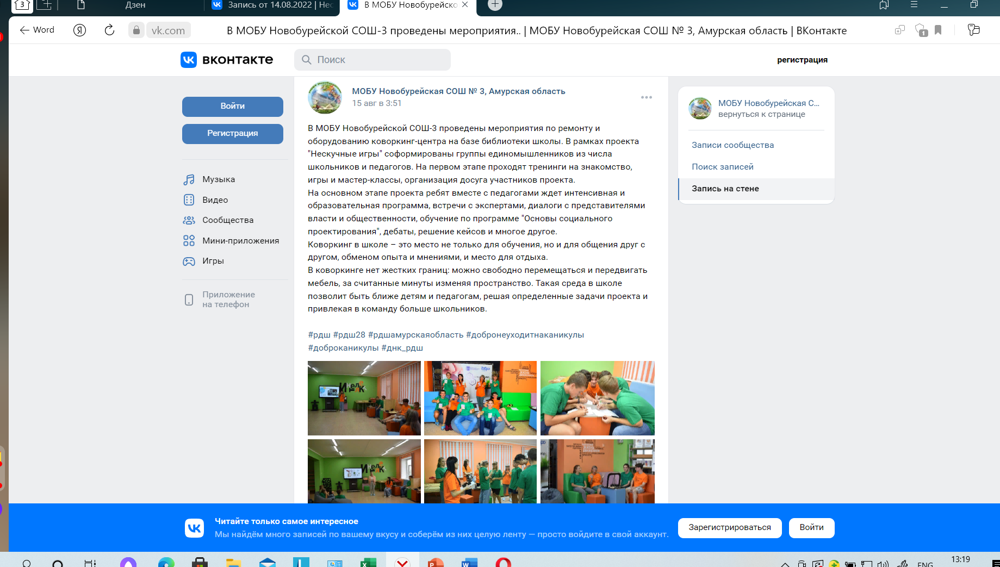 3
Дзен
Запись от 14.08.2022 | Нес
В МОБУ Новобурейско
Word
Я
vk.com
В МОБУ Новобурейской СОШ-3 проведены мероприятия.. | МОБУ Новобурейская СОШ № 3, Амурская область | ВКонтакте
1
вконтакте
Поиск
регистрация
Войти
Регистрация
Музыка
Видео
Сообщества
Мини-приложения
Игры
Приложение
на телефон
МОБУ Новобурейская СОШ № 3, Амурская область
15 авг в 3:51
В МОБУ Новобурейской СОШ-3 проведены мероприятия по ремонту и
оборудованию коворкинг-центра на базе библиотеки школы. В рамках проекта
"Нескучные игры" соформированы группы единомышленников из числа
школьников и педагогов. На первом этапе проходят тренинги на знакомство,
игры и мастер-классы, организация досуга участников проекта.
На основном этапе проекта ребят вместе с педагогами ждет интенсивная и
образовательная программа, встречи с экспертами, диалоги с представителями
власти и общественности, обучение по программе "Основы социального
проектирования", дебаты, решение кейсов и многое другое.
Коворкинг в школе – это место не только для обучения, но и для общения друг с
другом, обменом опыта и мнениями, и место для отдыха.
В коворкинге нет жестких границ: можно свободно перемещаться и передвигать
мебель, за считанные минуты изменяя пространство. Такая среда в школе
позволит быть ближе детям и педагогам, решая определенные задачи проекта и
привлекая в команду больше школьников.
#рдш #рдш28 #рдшамурскаяобласть #добронеуходитнаканикулы
#доброканикулы #днк_рдш
МОБУ Новобурейская С...
вернуться к странице
Записи сообщества
Поиск записей
Запись на стене
Читайте только самое интересное
Мы найдём много записей по вашему вкусу и соберём из них целую ленту — просто войдите в свой аккаунт.
Зарегистрироваться
Войти
ENG
13:19